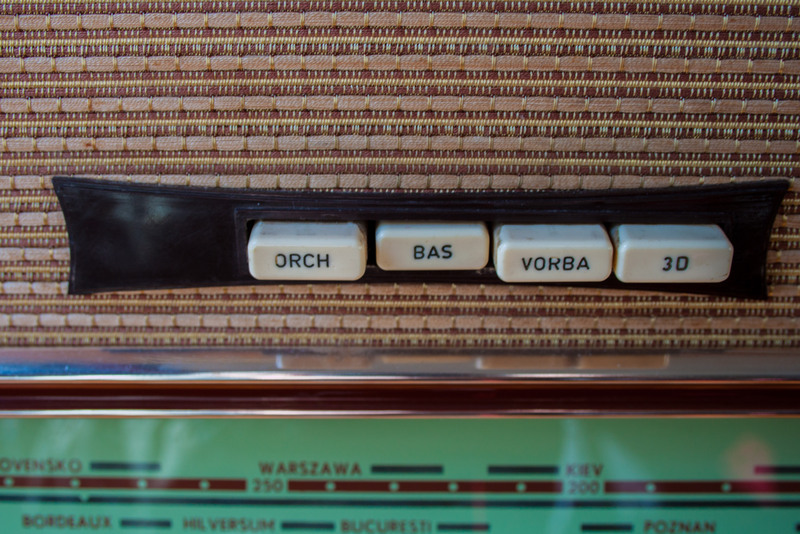 ORCH BAS VORBA 3D
OVENSKO WARSZAWA KIEV
250 200
BORDEAUX HILVERSUM BUCURESTI POZNAN